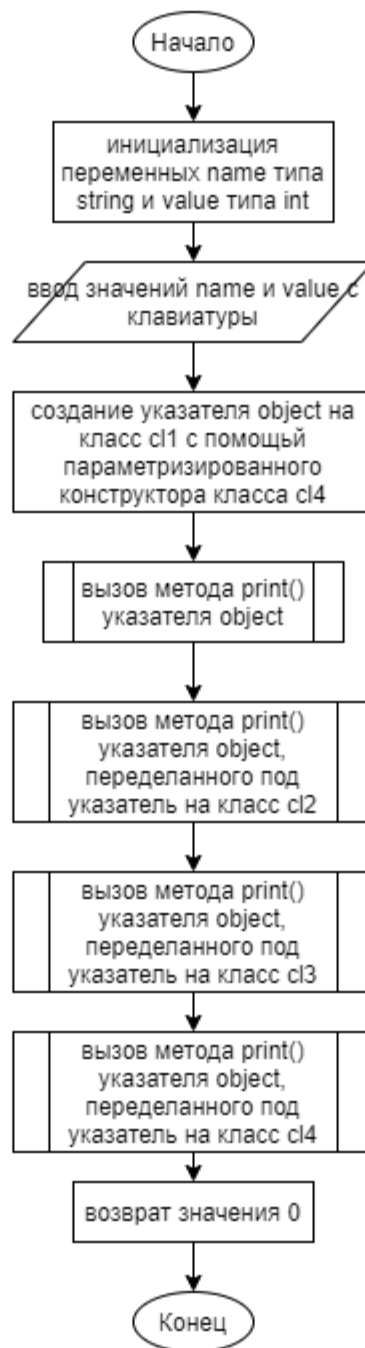 Начало
инициализация
переменных name типа
string и value типа int
ввод значений name и value с
клавиатуры
создание указателя object на
класс cl1 с помощьй
параметризированного
конструктора класса cl4
вызов метода print()
указателя object
вызов метода print()
указателя object,
переделанного под
указатель на класс cl2
вызов метода print()
указателя object,
переделанного под
указатель на класс cl3
вызов метода print()
указателя object,
переделанного под
указатель на класс cl4
возврат значения 0
Конец